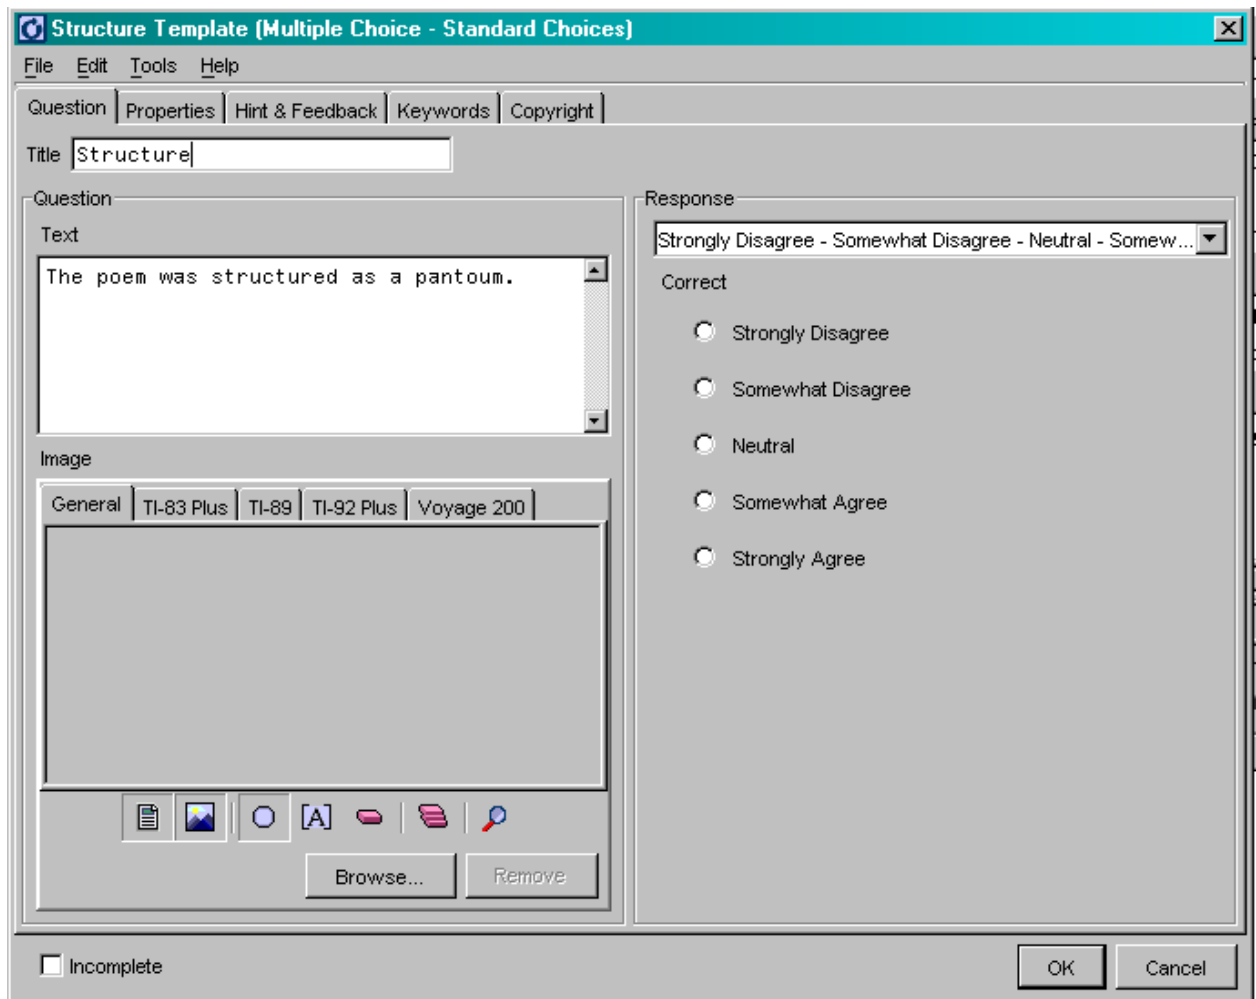 Structure Template (Multiple Choice - Standard Choices)
File Edit Tools Help
Question Properties Hint & Feedback Keywords Copyright
Title Structure
Question
Text
The poem was structured as a pantoum.
Image
General TI-83 Plus TI-89 TI-92 Plus Voyage 200
[A]
Browse... Remove
Response
Strongly Disagree - Somewhat Disagree - Neutral - Somew...
Correct
Strongly Disagree
Somewhat Disagree
Neutral
Somewhat Agree
Strongly Agree
Incomplete
OK Cancel